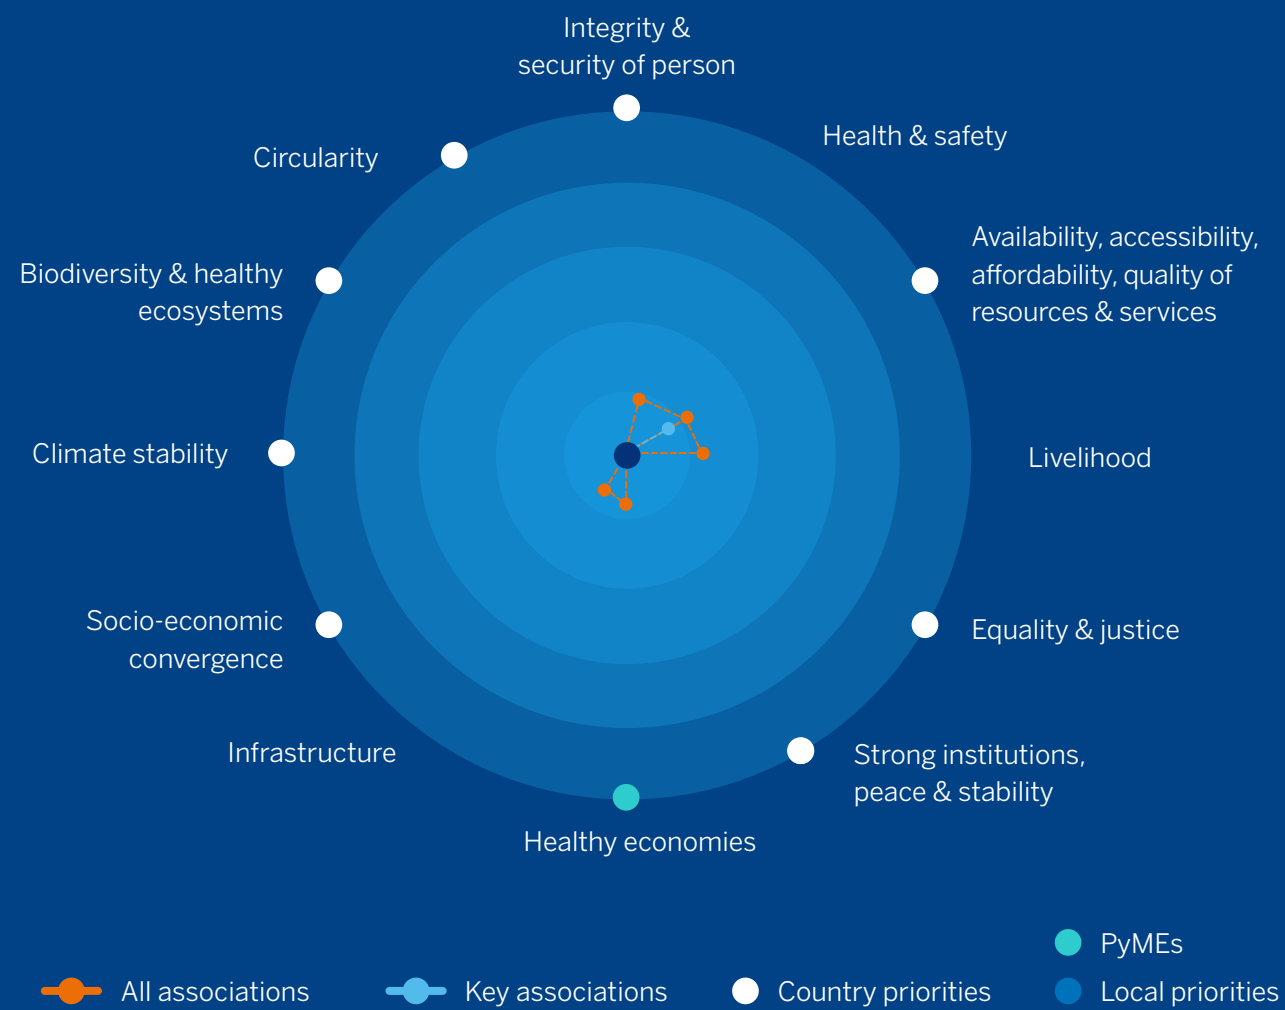 Integrity &
security of person
Health & safety
Circularity
Availability, accessibility,
affordability, quality of
resources & services
Biodiversity & healthy
ecosystems
Climate stability
Livelihood
Socio-economic
convergence
Equality & justice
Infrastructure
Strong institutions,
peace & stability
Healthy economies
PyMEs
All associations
Key associations
Country priorities
Local priorities